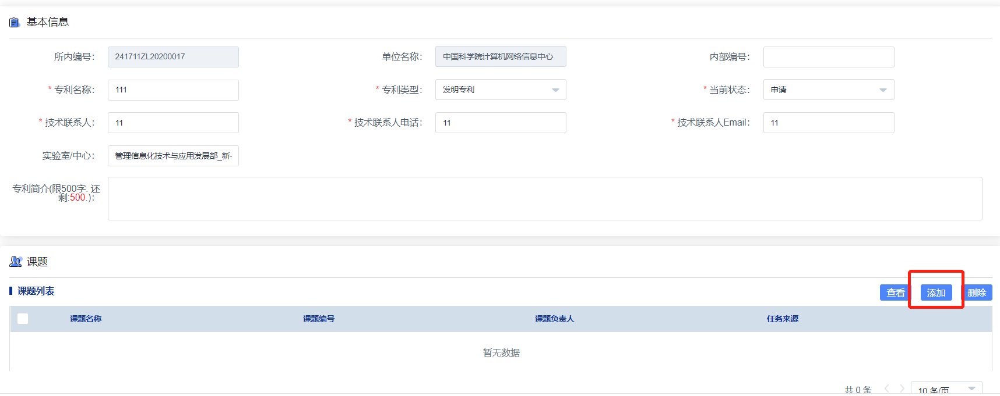 基本信息
所内编号: 241711ZL20200017 单位名称: 中国科学院计算机网络信息中心 内部编号:
* 专利名称: 111 * 专利类型: 发明专利 * 当前状态: 申请
* 技术联系人: 11 * 技术联系人电话: 11 * 技术联系人Email: 11
实验室/中心: 管理信息化技术与应用发展部_新-
专利简介(限500字. 还
剩:500.):
课题
课题列表 查看 添加 删除
课题名称 课题编号 课题负责人 任务来源
暂无数据
共 0 条 10 条/页